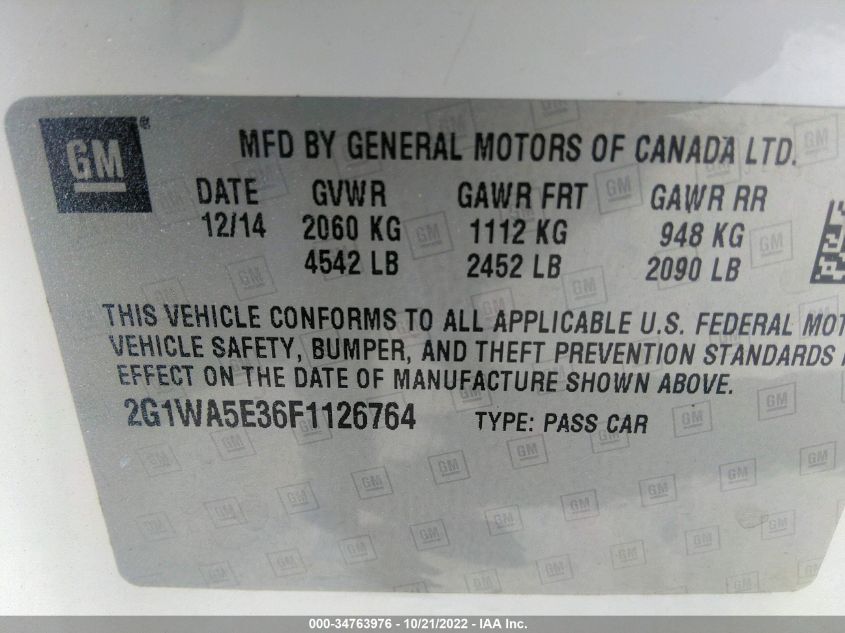 GM ®
MFD BY GENERAL MOTORS OF CANADA LTD.
DATE GVWR GAWR FRT GAWR RR
12/14 2060 KG 1112 KG 948 KG
4542 LB 2452 LB 2090 LB
THIS VEHICLE CONFORMS TO ALL APPLICABLE U.S. FEDERAL MOT
VEHICLE SAFETY, BUMPER, AND THEFT PREVENTION STANDARDS
EFFECT ON THE DATE OF MANUFACTURE SHOWN ABOVE.
2G1WA5E36F1126764 TYPE: PASS CAR
000-34763976 - 10/21/2022 - IAA Inc.